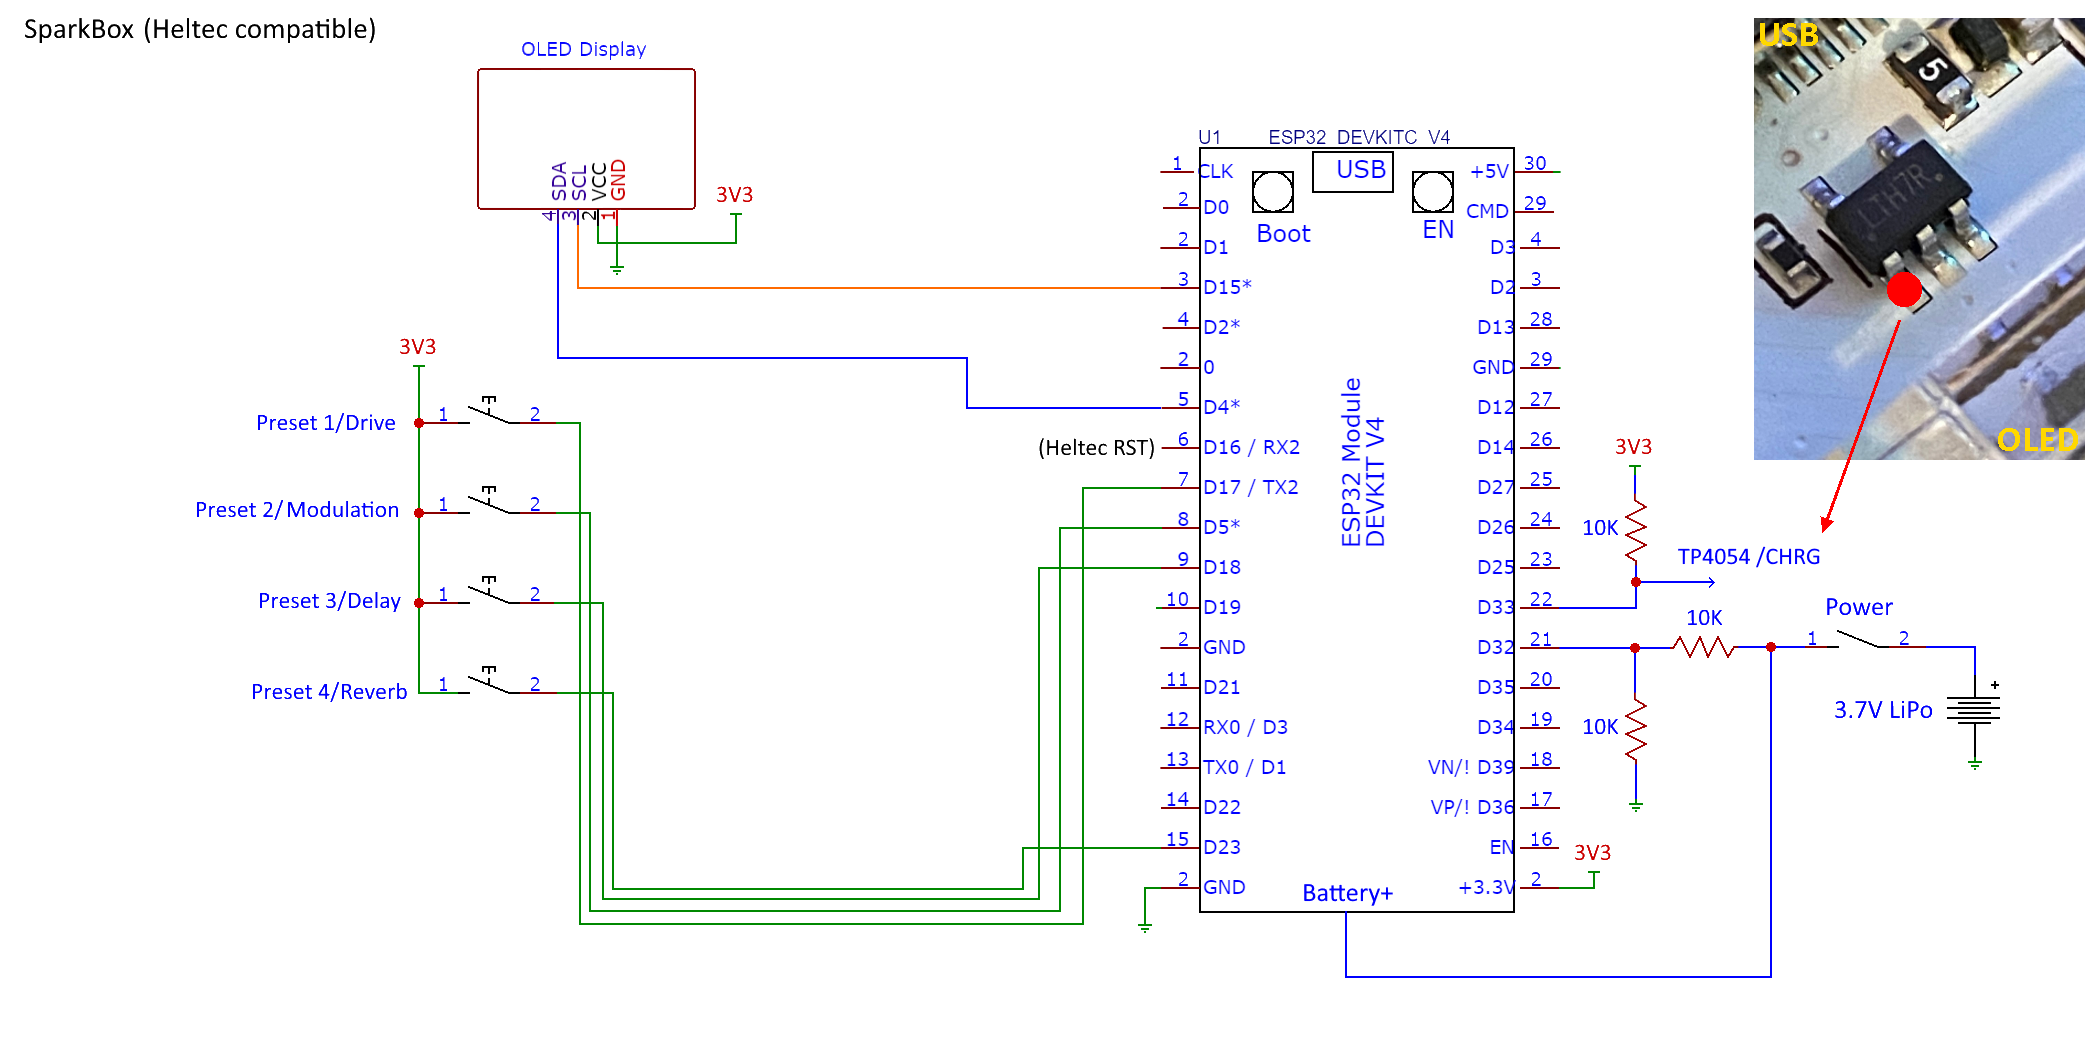 SparkBox (Heltec compatible)
OLED Display
SDA
SCL
VCC
GND
4
3
2
1
3V3
3V3
Preset 1/Drive
1
2
Preset 2/Modulation
1
2
Preset 3/Delay
1
2
Preset 4/Reverb
1
2
U1
ESP32 DEVKITC V4
USB
Boot
EN
ESP32 Module
DEVKIT V4
Battery+
1 CLK
2 D0
2 D1
3 D15*
4 D2*
2 0
5 D4*
(Heltec RST)
6 D16 / RX2
7 D17 / TX2
8 D5*
9 D18
10 D19
2 GND
11 D21
12 RX0 / D3
13 TX0 / D1
14 D22
15 D23
2 GND
+5V 30
CMD 29
D3 4
D2 3
D13 28
GND 29
D12 27
D14 26
D27 25
D26 24
D25 23
D33 22
D32 21
D35 20
D34 19
VN/! D39 18
VP/! D36 17
EN 16
+3.3V 2
3V3
3V3
10K
TP4054 /CHRG
10K
10K
Power
1
2
+
3.7V LiPo
USB
5
H7R
OLED